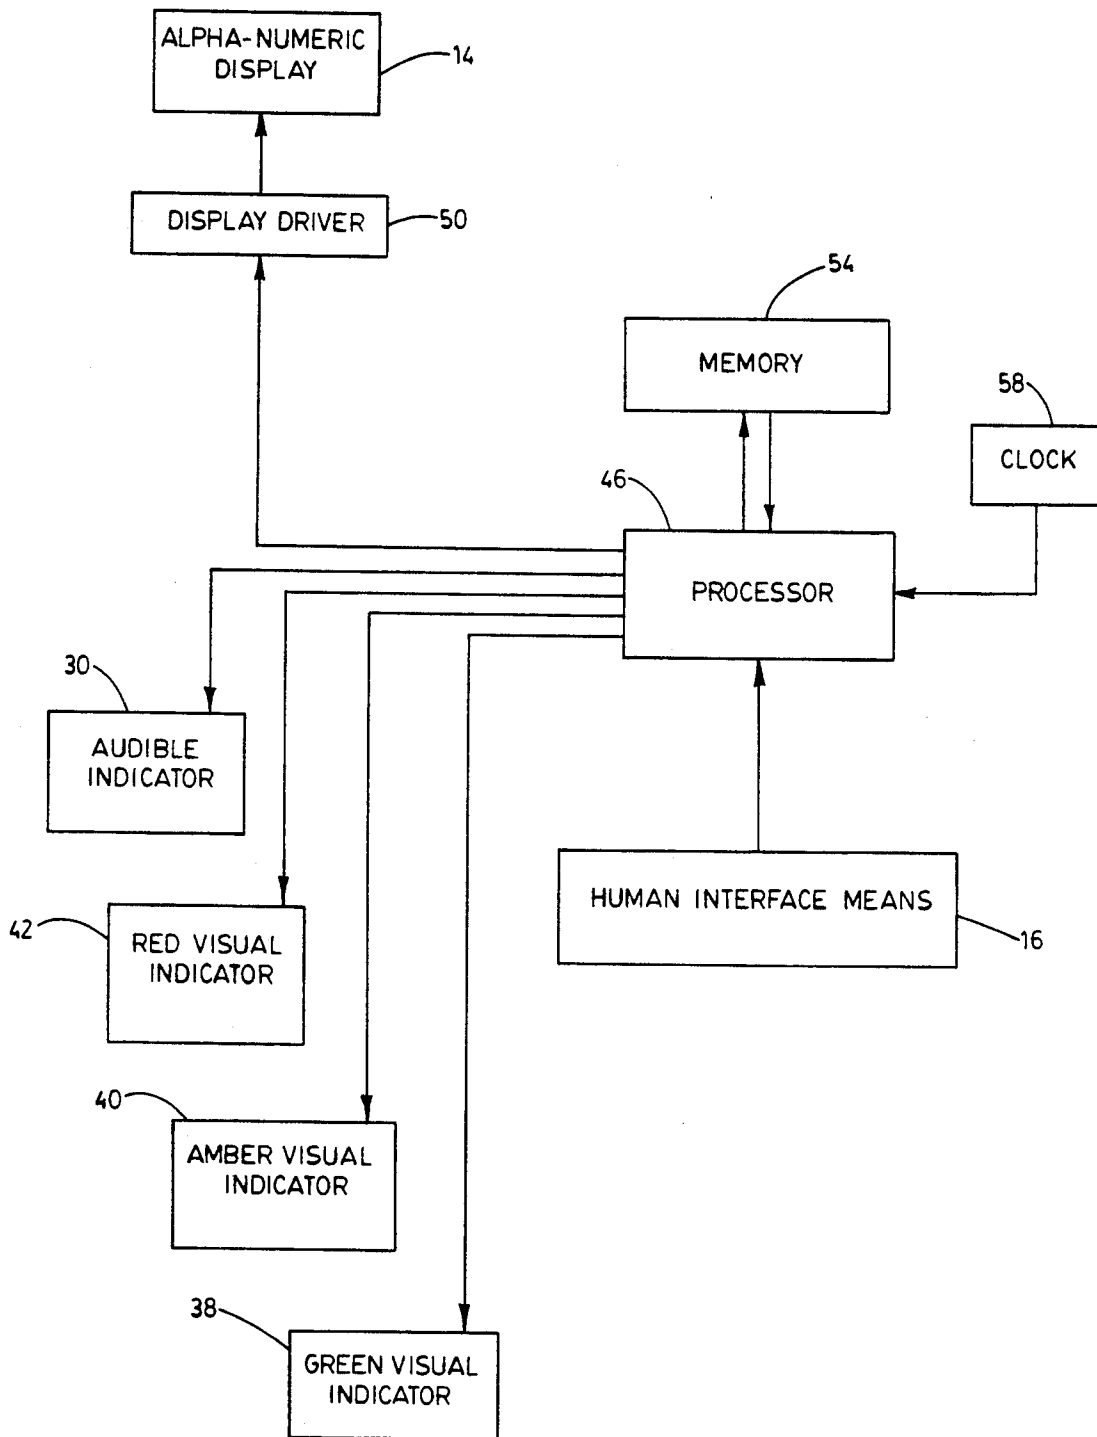 ALPHA-NUMERIC
DISPLAY
14
DISPLAY DRIVER
50
54
MEMORY
58
CLOCK
46
PROCESSOR
30
AUDIBLE
INDICATOR
HUMAN INTERFACE MEANS
16
42
RED VISUAL
INDICATOR
40
AMBER VISUAL
INDICATOR
38
GREEN VISUAL
INDICATOR